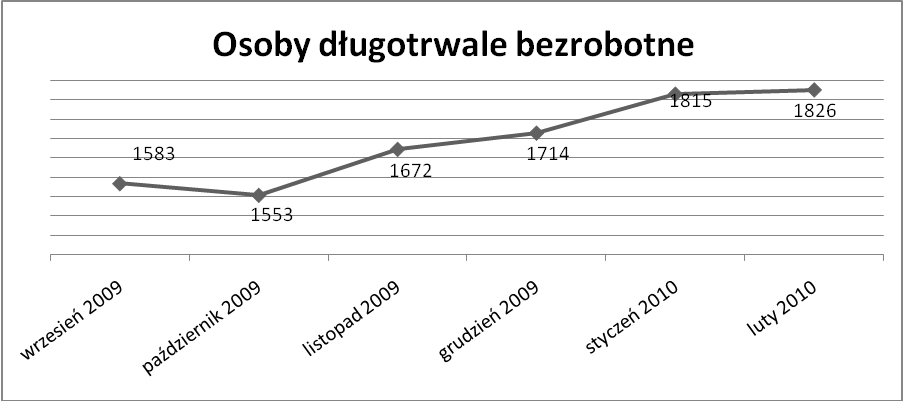 Osoby długotrwale bezrobotne
1583
1553
1672
1714
1815
1826
wrzesień 2009
październik 2009
listopad 2009
grudzień 2009
styczeń 2010
luty 2010